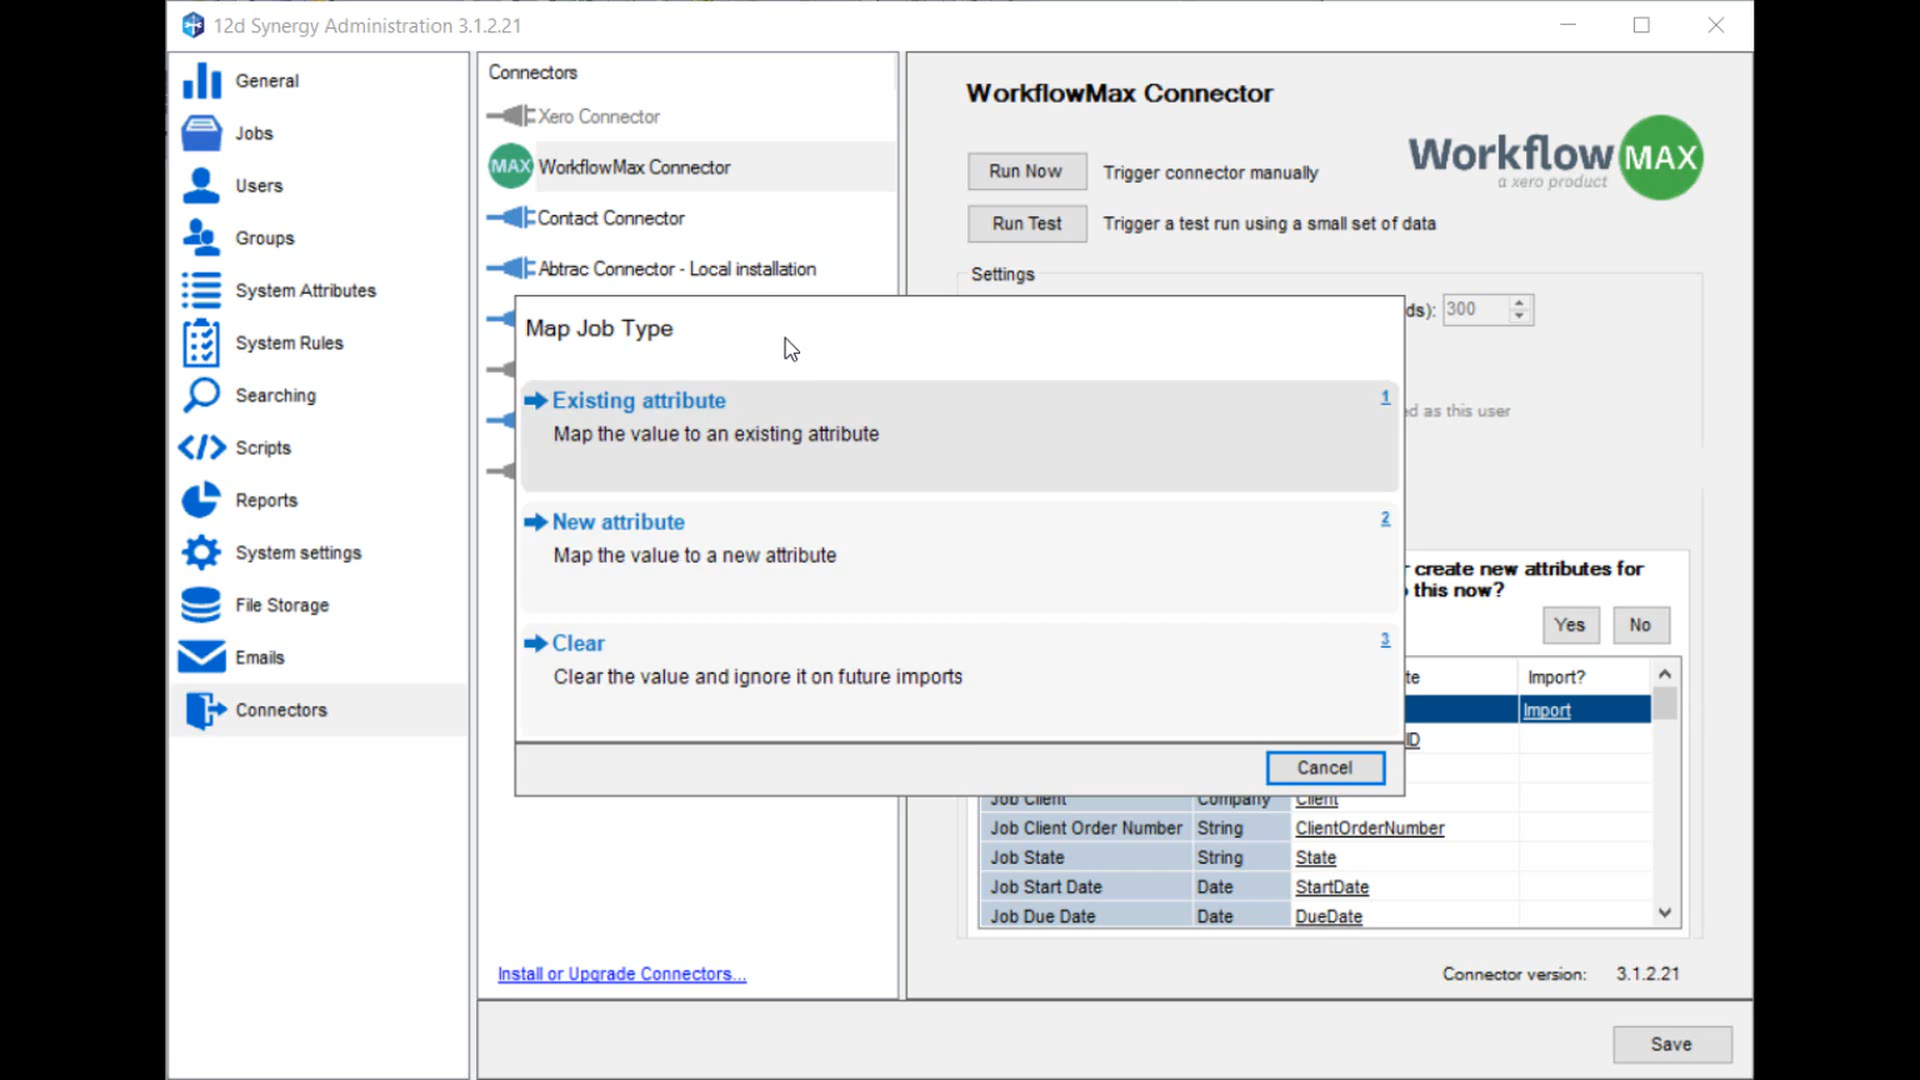 12d Synergy Administration 3.1.2.21
General
Jobs
Users
Groups
System Attributes
System Rules
Searching
Scripts
Reports
System settings
File Storage
Emails
Connectors
Connectors
Xero Connector
MAX WorkflowMax Connector
Contact Connector
Abtrac Connector - Local installation
Install or Upgrade Connectors...
WorkflowMax Connector
Run Now Trigger connector manually
Workflow MAX
a xero product
Run Test Trigger a test run using a small set of data
Settings
ds): 300
d as this user
Map Job Type
Existing attribute 1
Map the value to an existing attribute
New attribute 2
Map the value to a new attribute
Clear 3
Clear the value and ignore it on future imports
Cancel
create new attributes for
this now?
Yes No
te Import?
Import
ID
Job Client Company Client
Job Client Order Number String ClientOrderNumber
Job State String State
Job Start Date Date StartDate
Job Due Date Date DueDate
Connector version: 3.1.2.21
Save